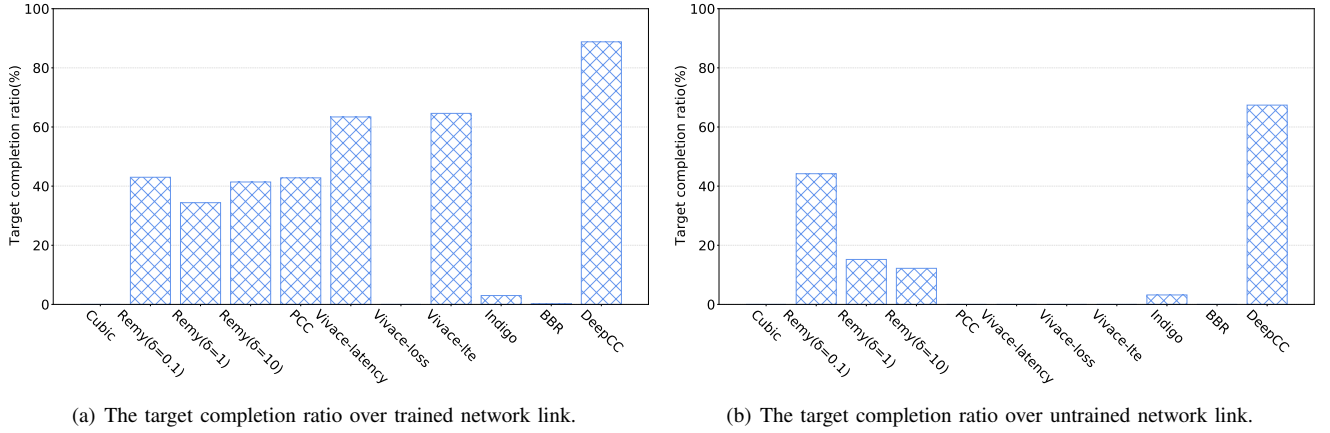 100
80
60
40
20
0
Target completion ratio(%)
Cubic
Remy(δ=0.1)
Remy(δ=1)
Remy(δ=10)
PCC
Vivace-latency
Vivace-loss
Vivace-lte
Indigo
BBR
DeepCC
(a) The target completion ratio over trained network link.
100
80
60
40
20
0
Target completion ratio(%)
Cubic
Remy(δ=0.1)
Remy(δ=1)
Remy(δ=10)
PCC
Vivace-latency
Vivace-loss
Vivace-lte
Indigo
BBR
DeepCC
(b) The target completion ratio over untrained network link.